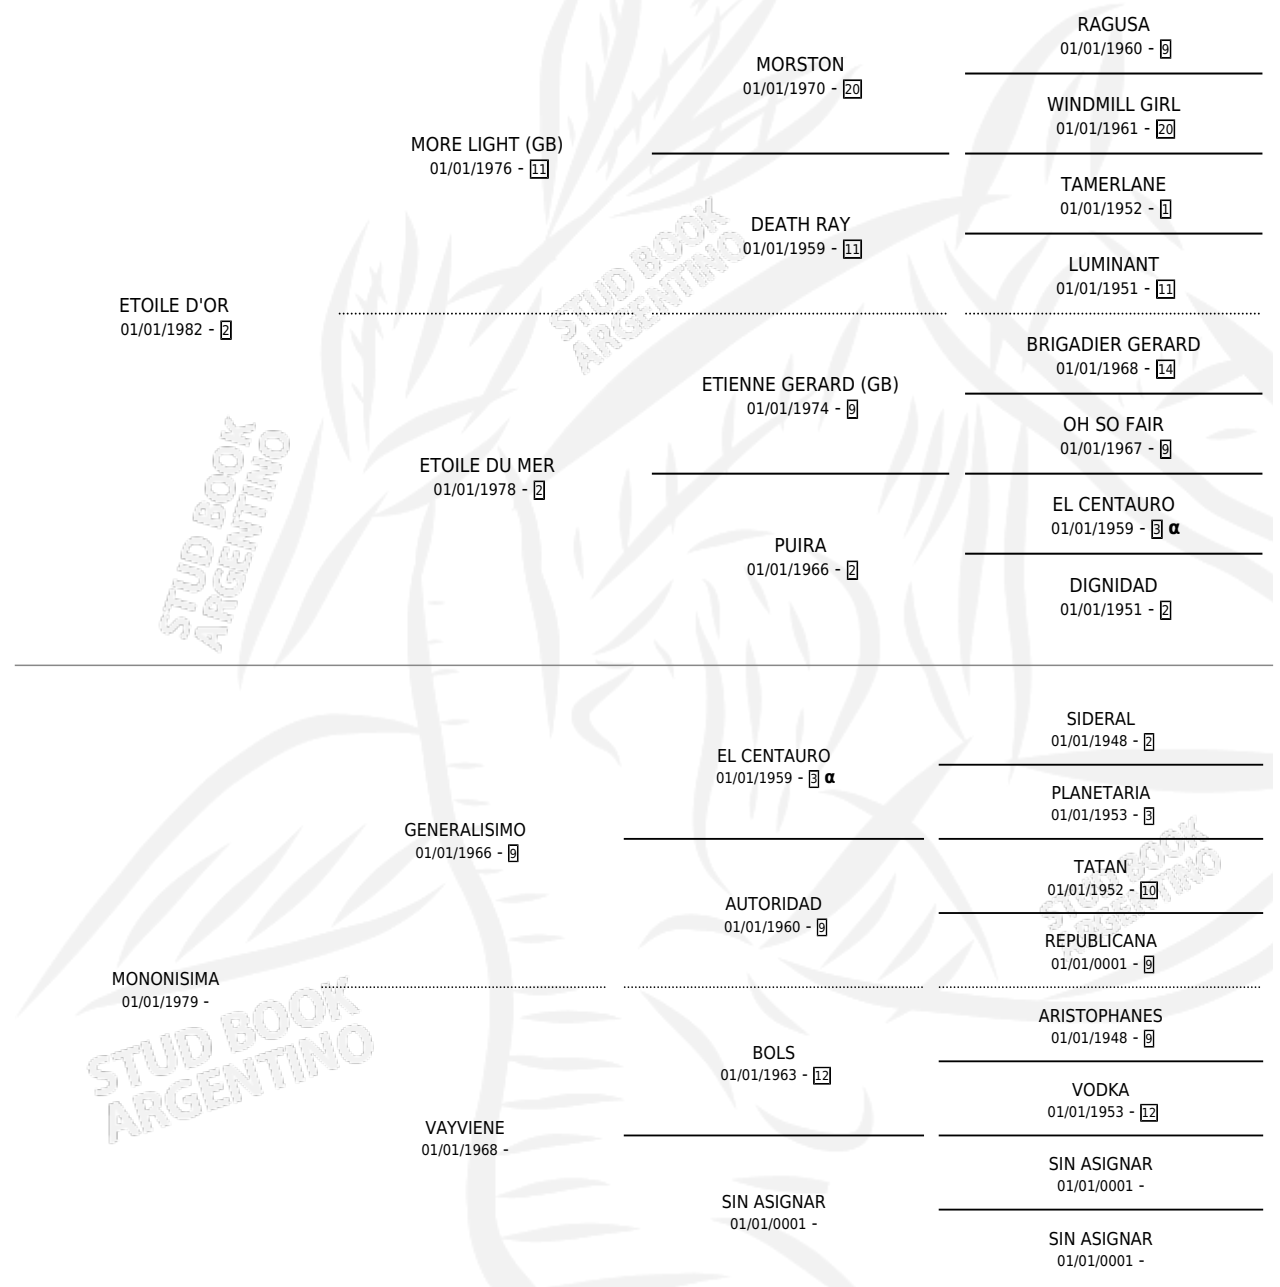 RAGUSA
01/01/1960 - 9
MORSTON
01/01/1970 - 20
WINDMILL GIRL
01/01/1961 - 20
MORE LIGHT (GB)
01/01/1976 - 11
TAMERLANE
01/01/1952 - 1
DEATH RAY
01/01/1959 - 11
LUMINANT
01/01/1951 - 11
ETOILE D'OR
01/01/1982 - 2
BRIGADIER GERARD
01/01/1968 - 14
ETIENNE GERARD (GB)
01/01/1974 - 9
OH SO FAIR
01/01/1967 - 9
ETOILE DU MER
01/01/1978 - 2
EL CENTAURO
01/01/1959 - 3 α
PUIRA
01/01/1966 - 2
DIGNIDAD
01/01/1951 - 2
STUD BOOK
ARGENTINO
STUD BOOK
ARGENTINO
SIDERAL
01/01/1948 - 2
EL CENTAURO
01/01/1959 - 3 α
PLANETARIA
01/01/1953 - 3
GENERALISIMO
01/01/1966 - 9
TATAN
01/01/1952 - 10
AUTORIDAD
01/01/1960 - 9
REPUBLICANA
01/01/0001 - 9
MONONISIMA
01/01/1979 -
ARISTOPHANES
01/01/1948 - 9
BOLS
01/01/1963 - 12
VODKA
01/01/1953 - 12
VAYVIENE
01/01/1968 -
SIN ASIGNAR
01/01/0001 -
SIN ASIGNAR
01/01/0001 -
SIN ASIGNAR
01/01/0001 -
STUD BOOK
ARGENTINO
STUD BOOK
ARGENTINO